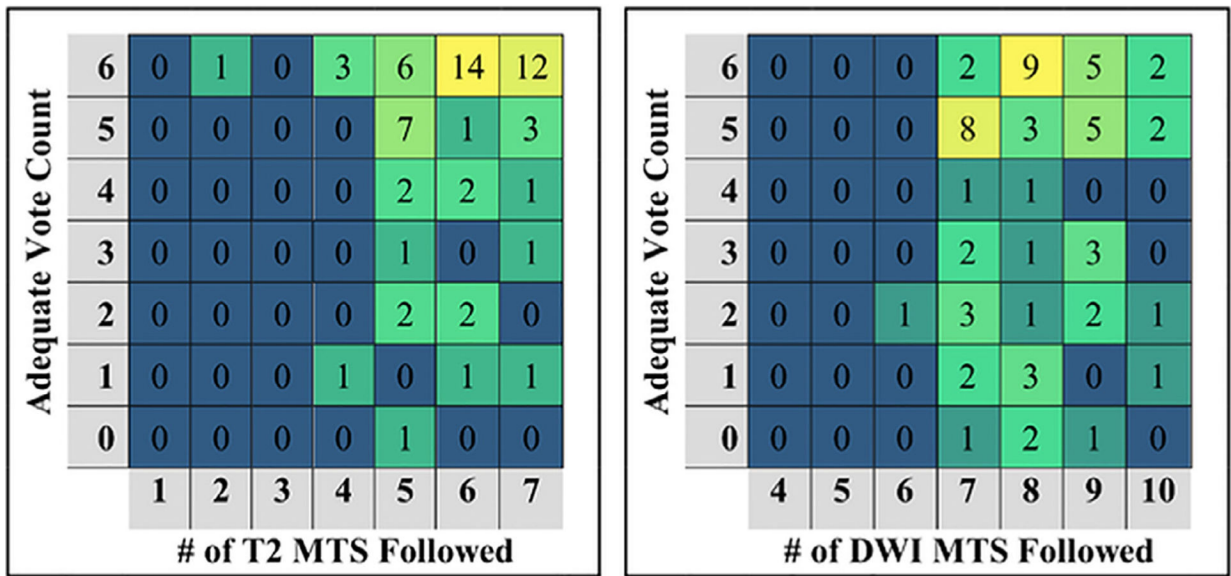 Adequate Vote Count
6 0 1 0 3 6 14 12
5 0 0 0 0 7 1 3
4 0 0 0 0 2 2 1
3 0 0 0 0 1 0 1
2 0 0 0 0 2 2 0
1 0 0 0 1 0 1 1
0 0 0 0 0 1 0 0
1 2 3 4 5 6 7
# of T2 MTS Followed
Adequate Vote Count
6 0 0 0 2 9 5 2
5 0 0 0 8 3 5 2
4 0 0 0 1 1 0 0
3 0 0 0 2 1 3 0
2 0 0 1 3 1 2 1
1 0 0 0 2 3 0 1
0 0 0 0 1 2 1 0
4 5 6 7 8 9 10
# of DWI MTS Followed